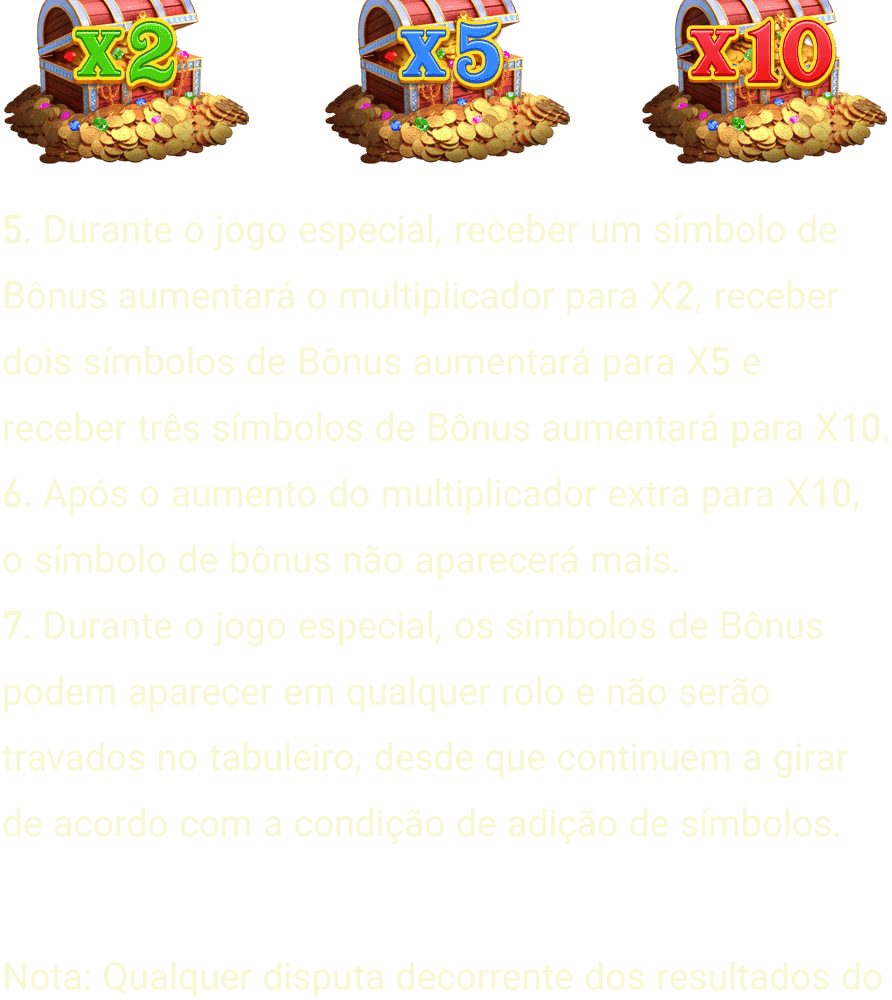 X2 X5 X10
5. Durante o jogo especial, receber um símbolo de
Bônus aumentará o multiplicador para X2, receber
dois símbolos de Bônus aumentará para X5 e
receber três símbolos de Bônus aumentará para X10.
6. Após o aumento do multiplicador extra para X10,
o símbolo de bônus não aparecerá mais.
7. Durante o jogo especial, os símbolos de Bônus
podem aparecer em qualquer rolo e não serão
travados no tabuleiro, desde que continuem a girar
de acordo com a condição de adição de símbolos.
Nota: Qualquer disputa decorrente dos resultados do